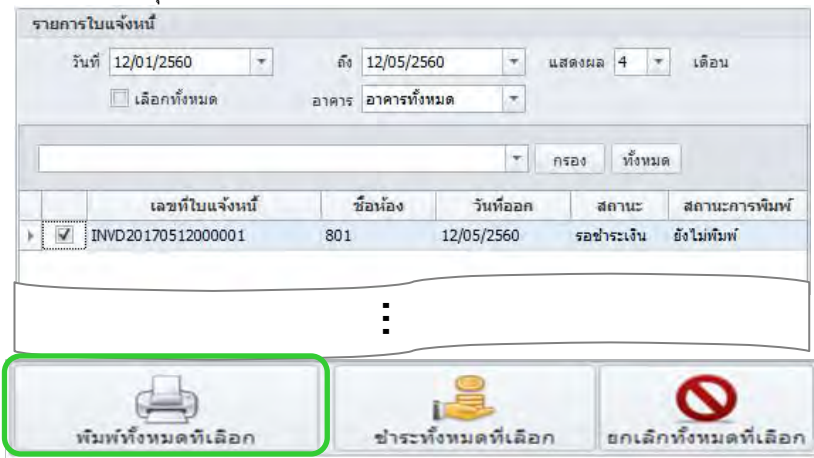 รายการใบแจ้งหนี้
วันที่ 12/01/2560 ถึง 12/05/2560 แสดงผล 4 เดือน
เลือกทั้งหมด อาคาร อาคารทั้งหมด
กรอง ทั้งหมด
เลขที่ใบแจ้งหนี้ ชื่อห้อง วันที่ออก สถานะ สถานะการพิมพ์
INVD20170512000001 801 12/05/2560 รอชำระเงิน ยังไม่พิมพ์
พิมพ์ทั้งหมดที่เลือก ชำระทั้งหมดที่เลือก ยกเลิกทั้งหมดที่เลือก